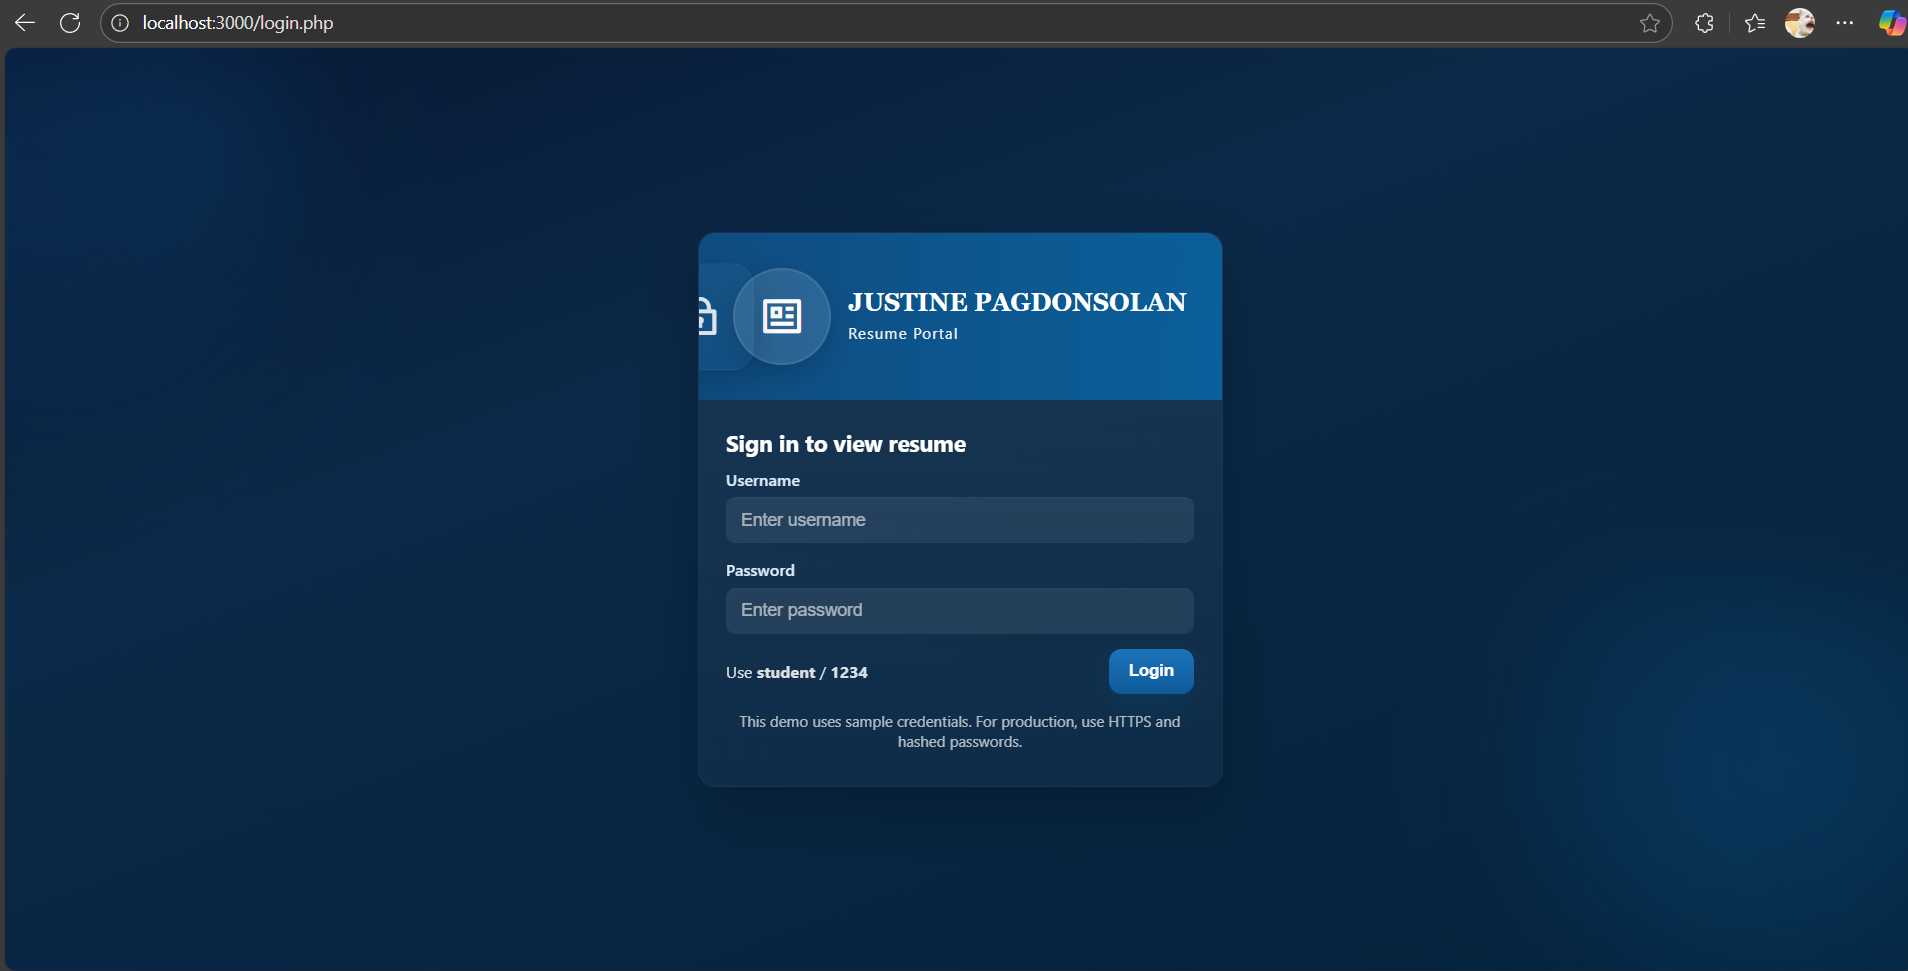 localhost:3000/login.php
JUSTINE PAGDONSOLAN
Resume Portal
Sign in to view resume
Username
Enter username
Password
Enter password
Use student / 1234
Login
This demo uses sample credentials. For production, use HTTPS and
hashed passwords.